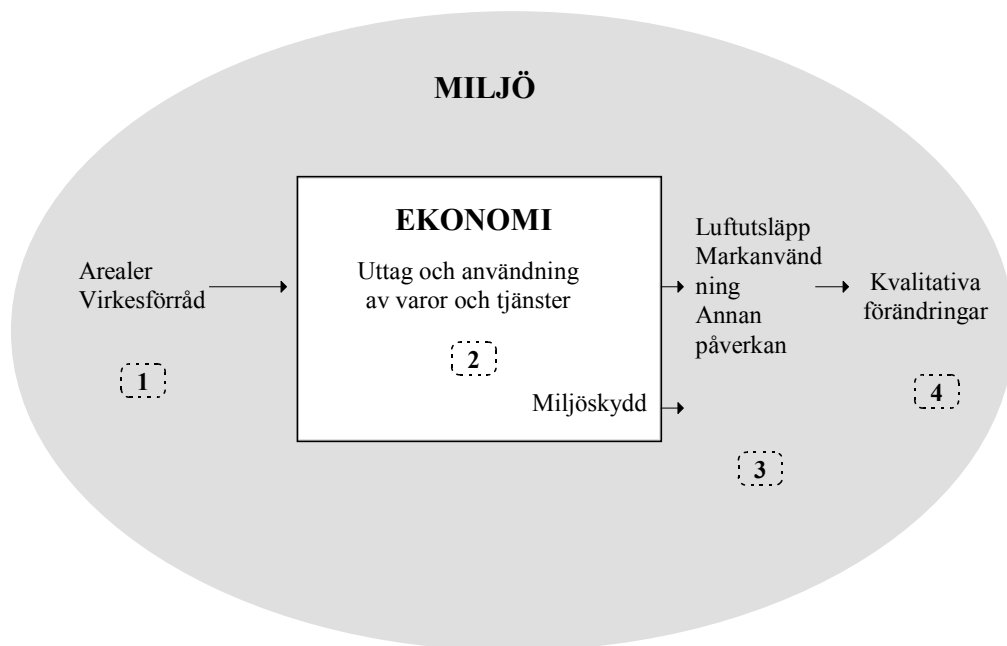 MILJÖ
Arealer
Virkesförråd
1
EKONOMI
Uttag och användning
av varor och tjänster
2
Miljöskydd
Luftutsläpp
Markanvänd
ning
Annan
påverkan
3
Kvalitativa
förändringar
4